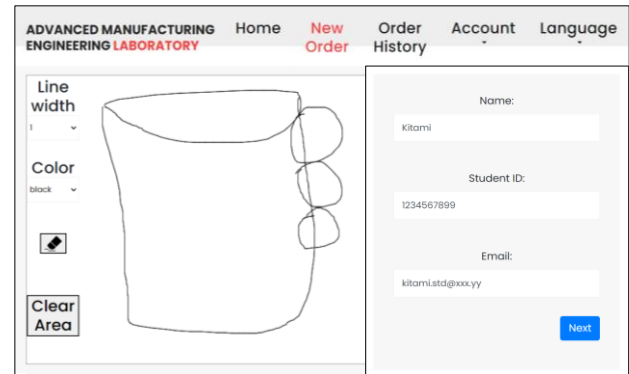 ADVANCED MANUFACTURING
ENGINEERING LABORATORY
Home
New
Order
Order
History
Account
Language
Line
width
1
Color
black
Clear
Area
Name:
Kitami
Student ID:
1234567899
Email:
kitami.std@xxx.yy
Next